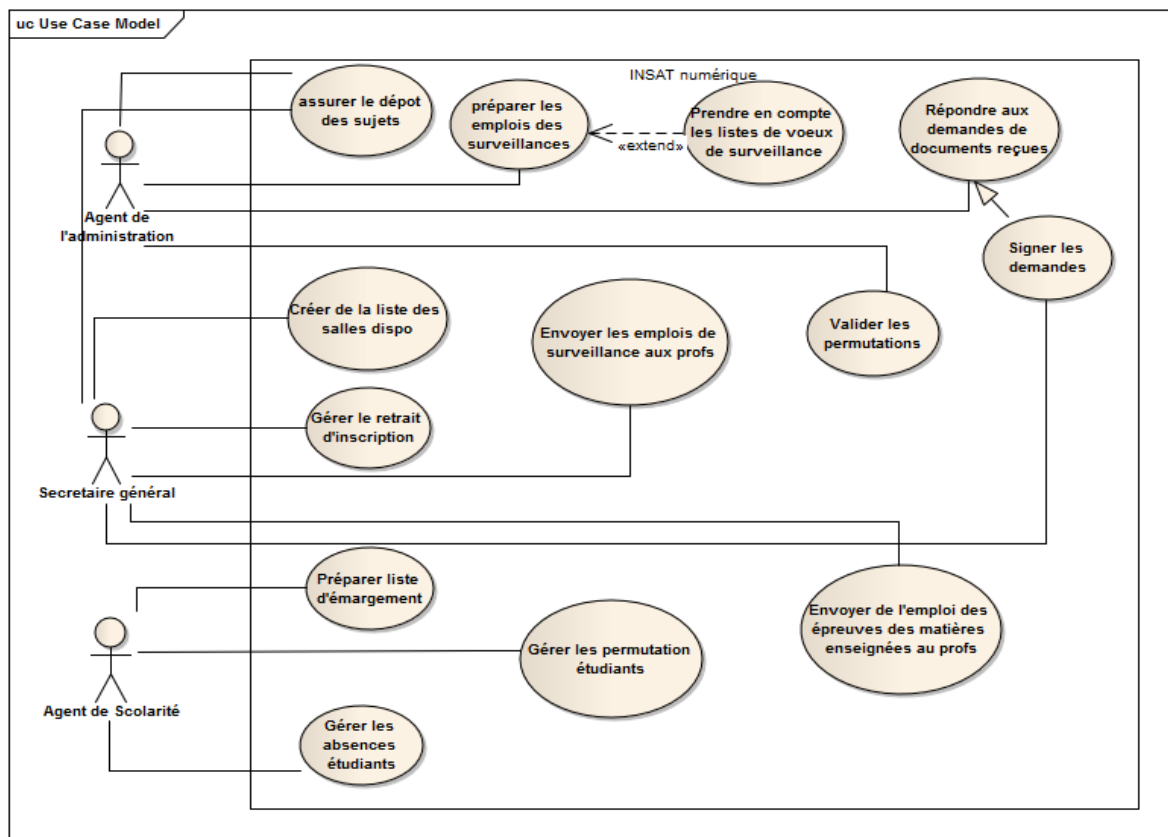 uc Use Case Model
INSAT numérique
assurer le dépot
des sujets
préparer les
emplois des
surveillances
«extend»
Prendre en compte
les listes de voeux
de surveillance
Répondre aux
demandes de
documents reçues
Agent de
l'administration
Signer les
demandes
Créer de la liste des
salles dispo
Envoyer les emplois de
surveillance aux profs
Valider les
permutations
Gérer le retrait
d'inscription
Secretaire général
Préparer liste
d'émargement
Envoyer de l'emploi des
épreuves des matières
enseignées au profs
Gérer les permutation
étudiants
Agent de Scolarité
Gérer les
absences
étudiants